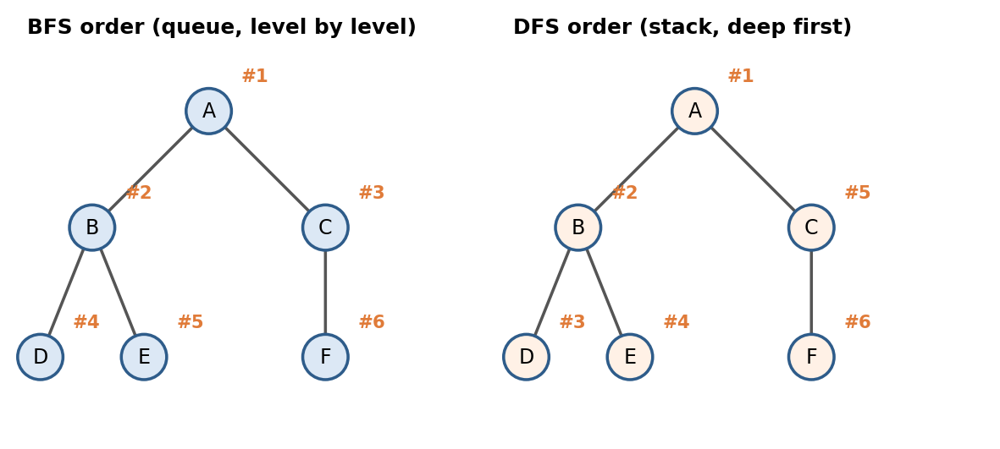 BFS order (queue, level by level)
#1
A
#2
#3
B
C
#4
#5
#6
D
E
F
DFS order (stack, deep first)
#1
A
#2
#5
B
C
#3
#4
#6
D
E
F